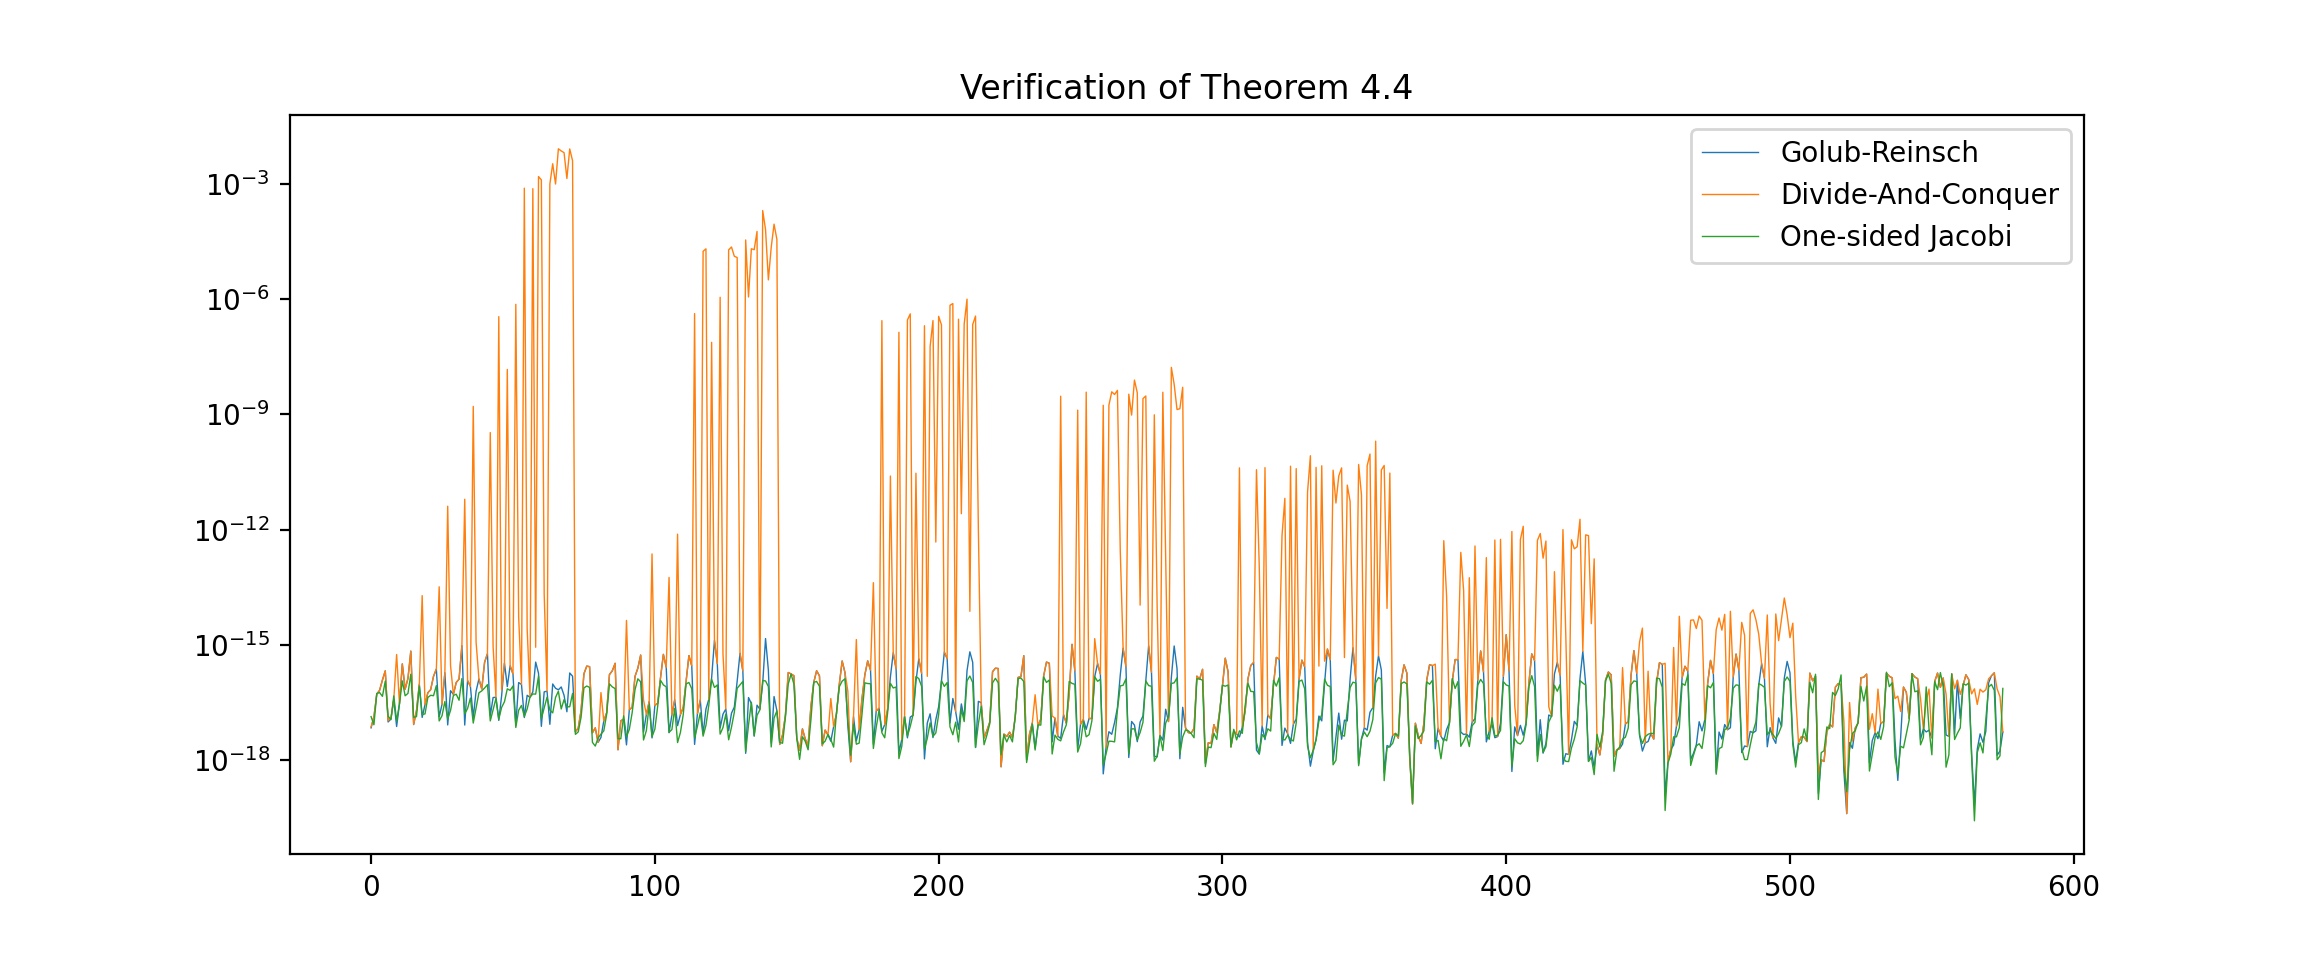 Verification of Theorem 4.4
Golub-Reinsch
Divide-And-Conquer
One-sided Jacobi
10⁻³
10⁻⁶
10⁻⁹
10⁻¹²
10⁻¹⁵
10⁻¹⁸
0 100 200 300 400 500 600